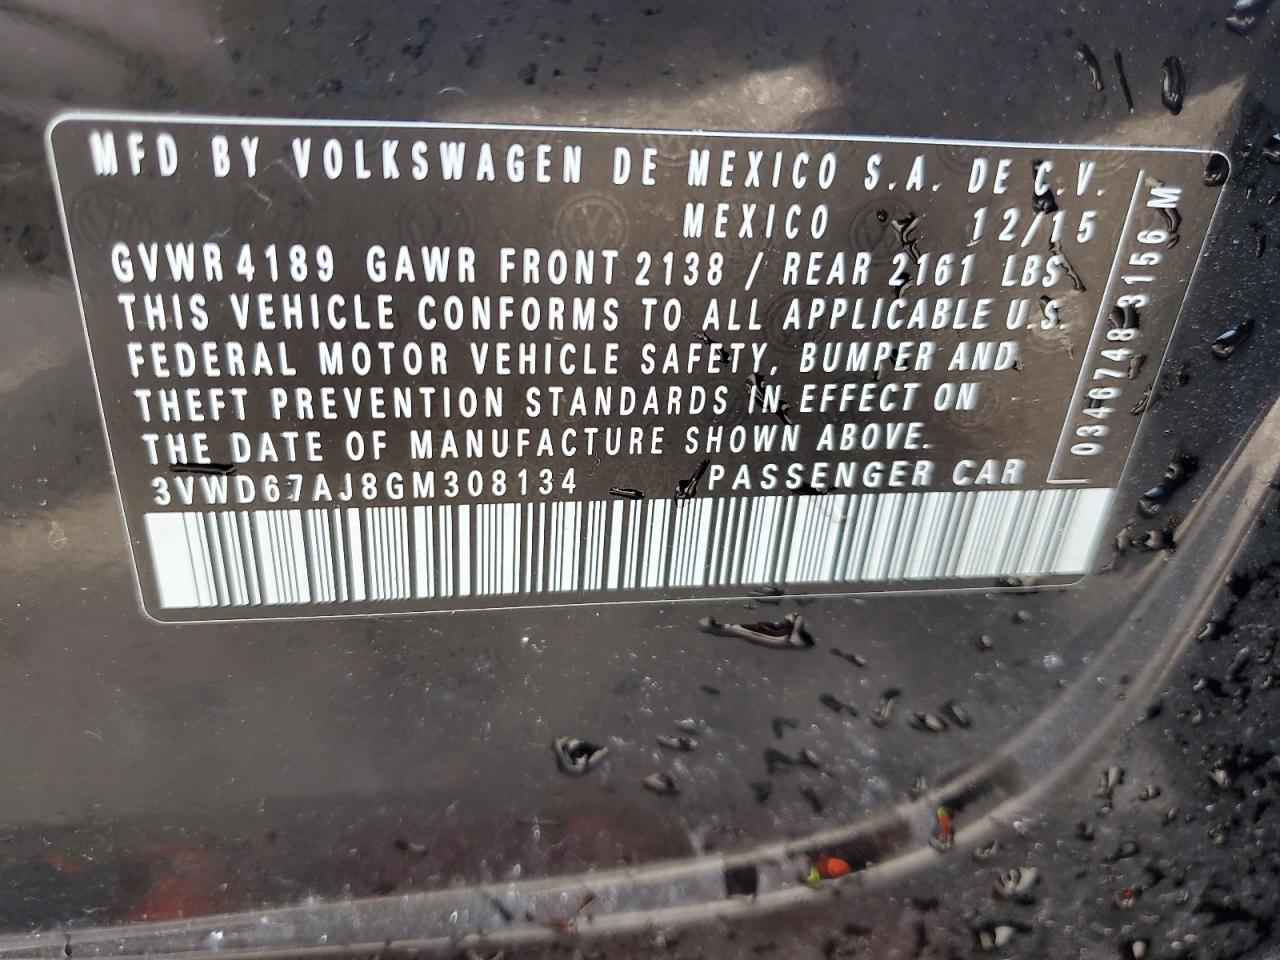 MFD BY VOLKSWAGEN DE MEXICO S.A. DE C.V.
MEXICO 12/15
GVWR 4189 GAWR FRONT 2138 / REAR 2161 LBS
THIS VEHICLE CONFORMS TO ALL APPLICABLE U.S.
FEDERAL MOTOR VEHICLE SAFETY, BUMPER AND
THEFT PREVENTION STANDARDS IN EFFECT ON
THE DATE OF MANUFACTURE SHOWN ABOVE.
3VWD67AJ8GM308134 PASSENGER CAR
0346748 3156 M